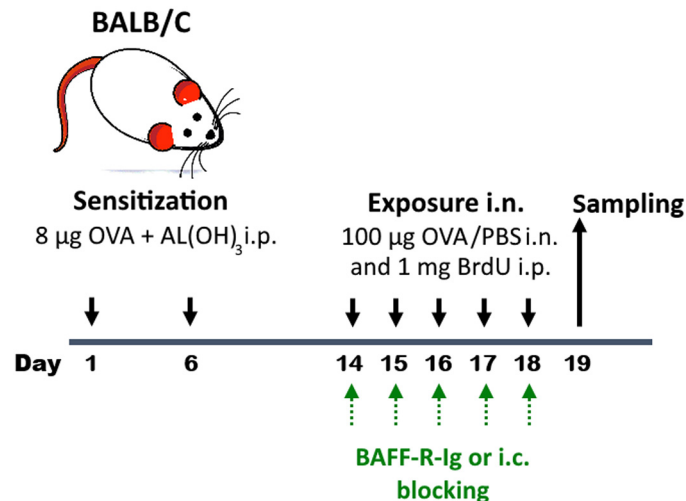 BALB/C
Sensitization
8 µg OVA + AL(OH)3 i.p.
Exposure i.n.
100 µg OVA/PBS i.n.
and 1 mg BrdU i.p.
Sampling
Day 1 6 14 15 16 17 18 19
BAFF-R-Ig or i.c.
blocking